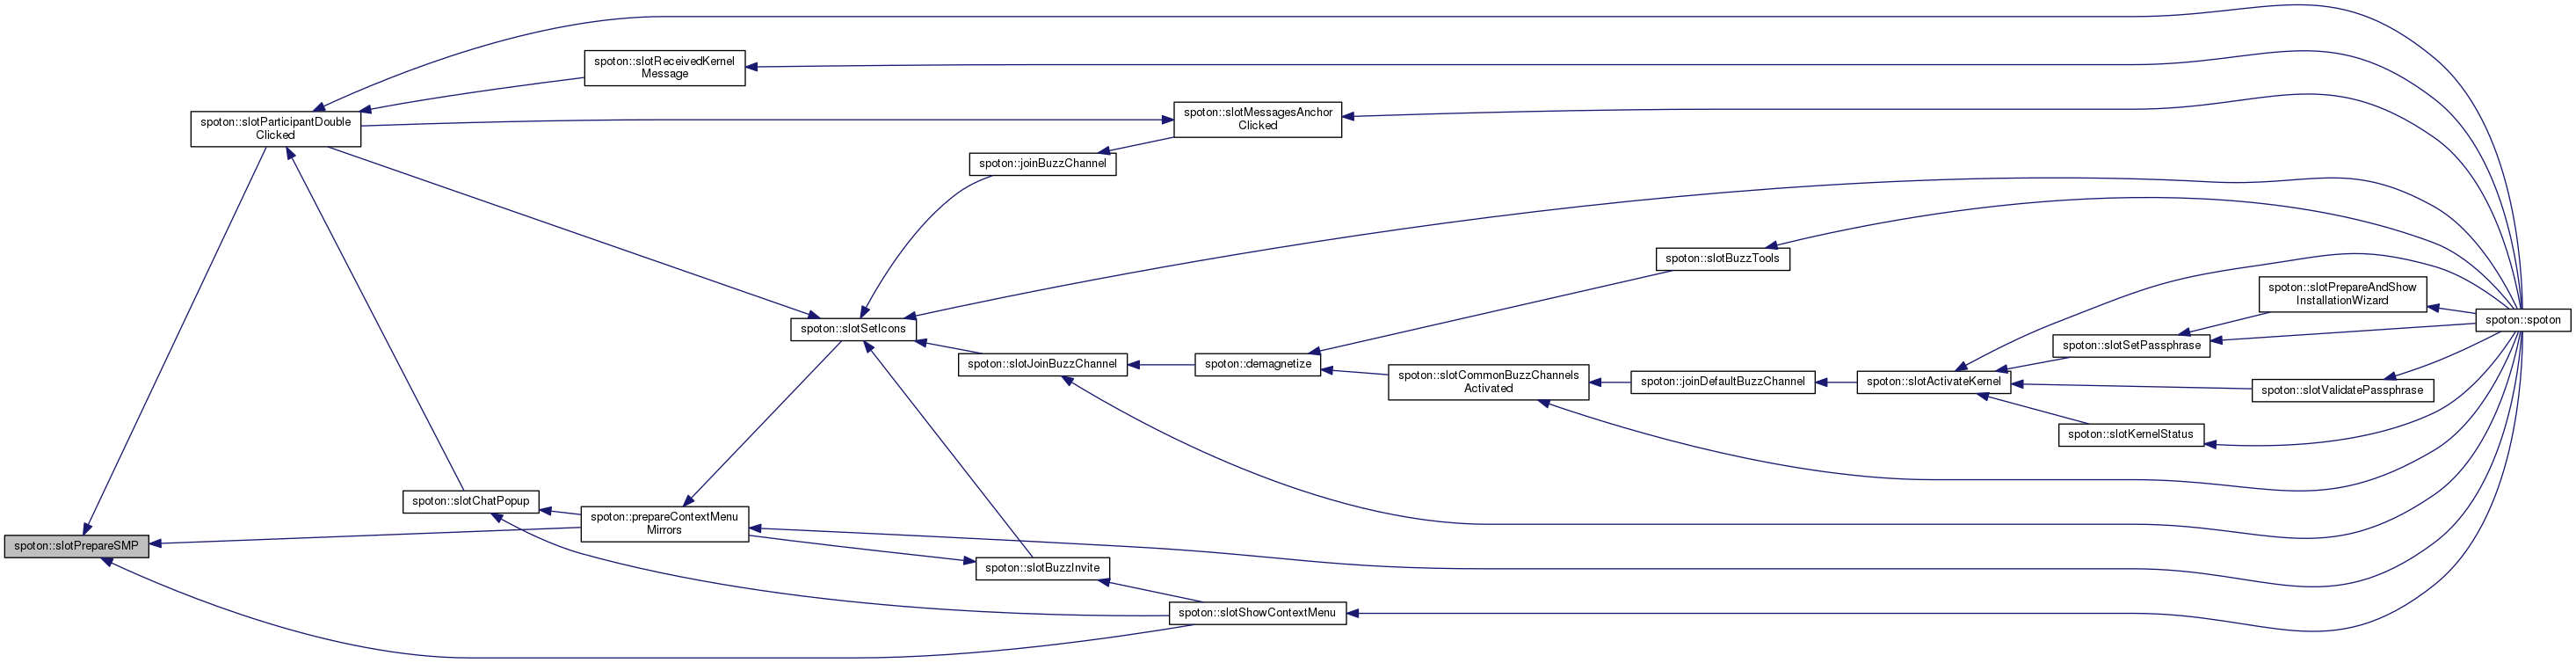 spoton::slotReceivedKernel
Message
spoton::slotParticipantDouble
Clicked
spoton::slotMessagesAnchor
Clicked
spoton::joinBuzzChannel
spoton::slotBuzzTools
spoton::slotPrepareAndShow
InstallationWizard
spoton::spoton
spoton::slotSetIcons
spoton::slotSetPassphrase
spoton::slotJoinBuzzChannel
spoton::demagnetize
spoton::slotCommonBuzzChannels
Activated
spoton::joinDefaultBuzzChannel
spoton::slotActivateKernel
spoton::slotValidatePassphrase
spoton::slotKernelStatus
spoton::slotChatPopup
spoton::prepareContextMenu
Mirrors
spoton::slotPrepareSMP
spoton::slotBuzzInvite
spoton::slotShowContextMenu